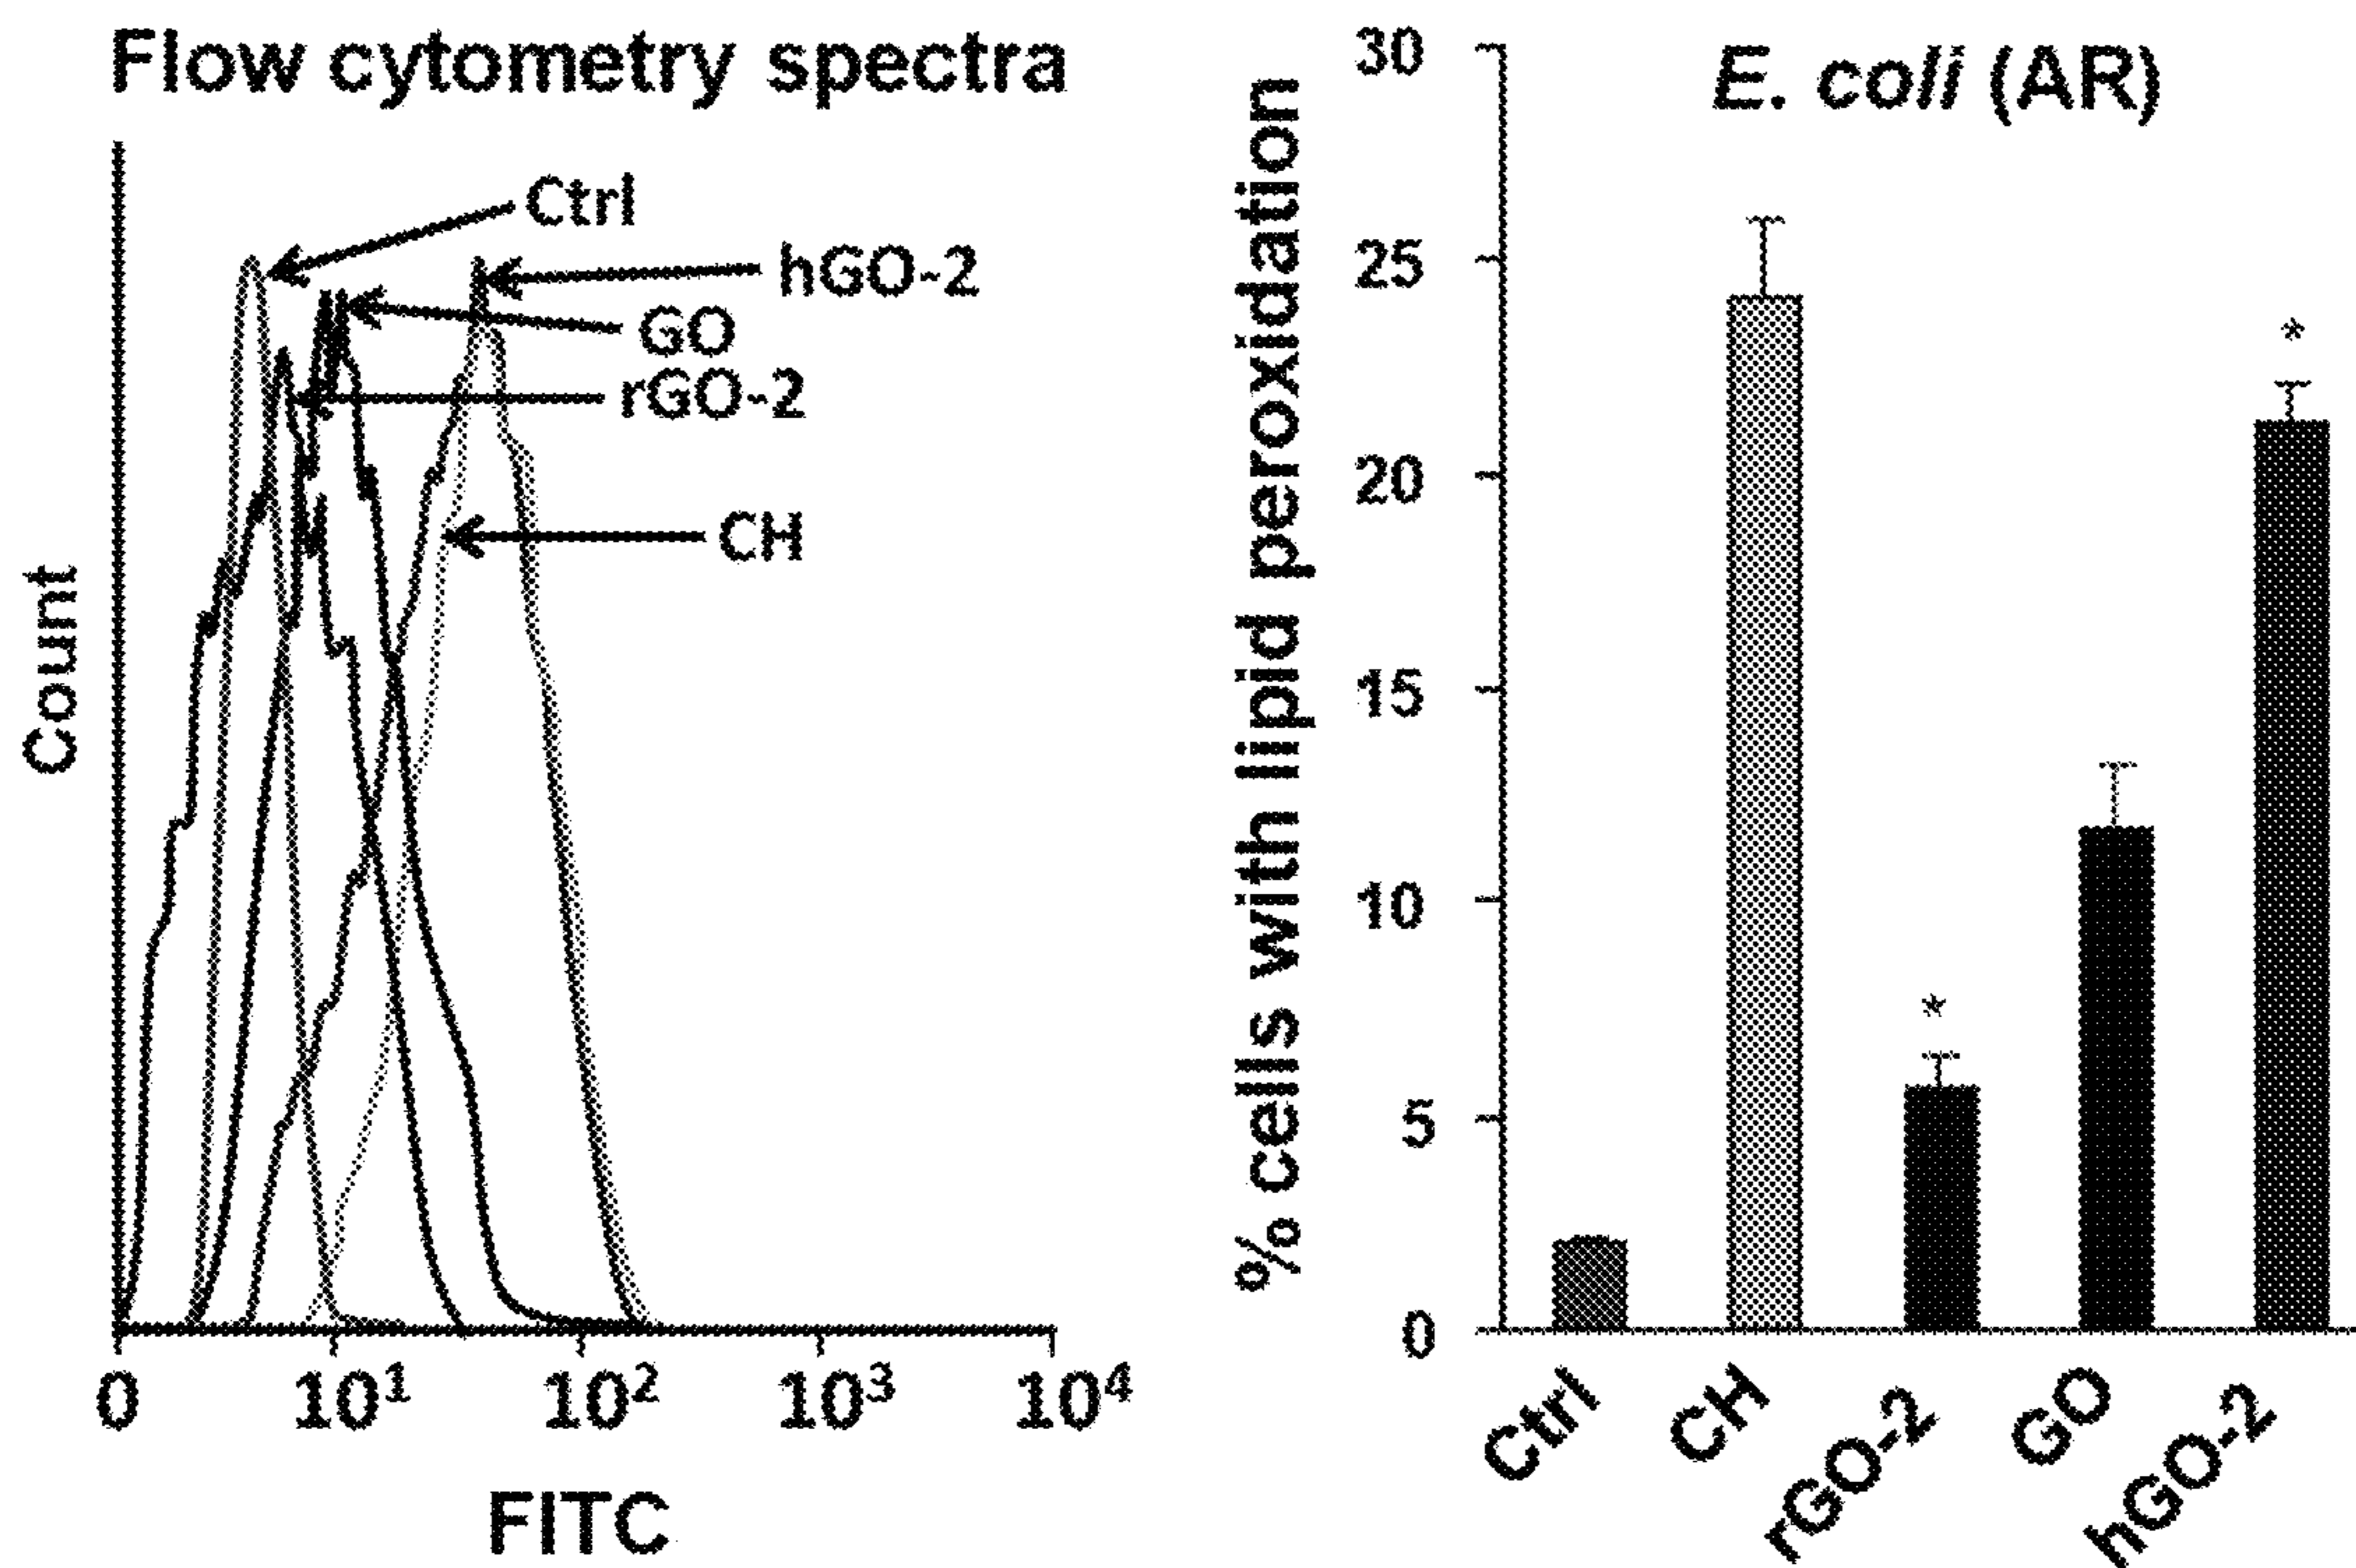 Flow cytometry spectra
Ctrl
hGO-2
GO
rGO-2
CH
Count
0
10¹
10²
10³
10⁴
FITC
E. coli (AR)
% cells with lipid peroxidation
30
25
20
15
10
5
0
*
*
Ctrl
CH
rGO-2
GO
hGO-2